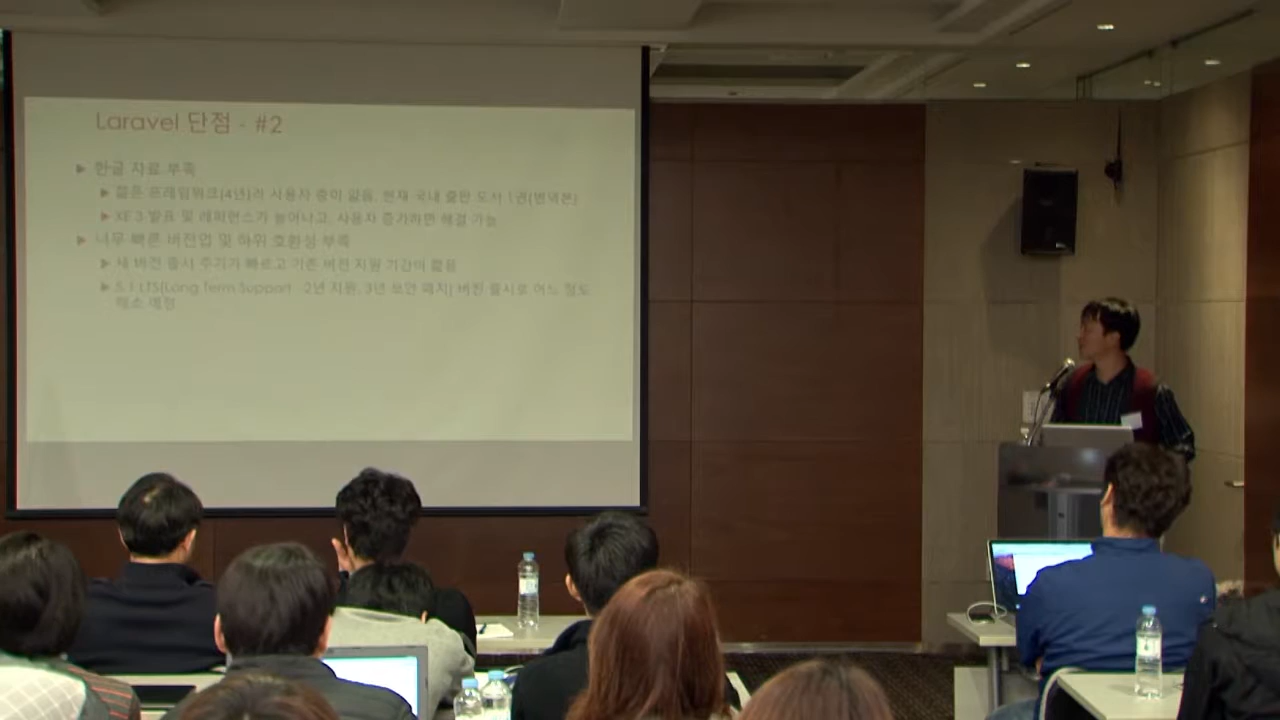 Laravel 단점 - #2
한글 자료 부족
젊은 프레임워크(4년)라 사용자 층이 얇음, 현재 국내 출판 도서 1권(번역본)
XE3 발표 및 레퍼런스가 늘어나고, 사용자 증가하면 해결 가능
너무 빠른 버전업 및 하위 호환성 부족
새 버전 출시 주기가 빠르고 기존 버전 지원 기간이 짧음
5.1 LTS(Long Term Support - 2년 지원, 3년 보안 패치) 버전 출시로 어느 정도
해소 예정